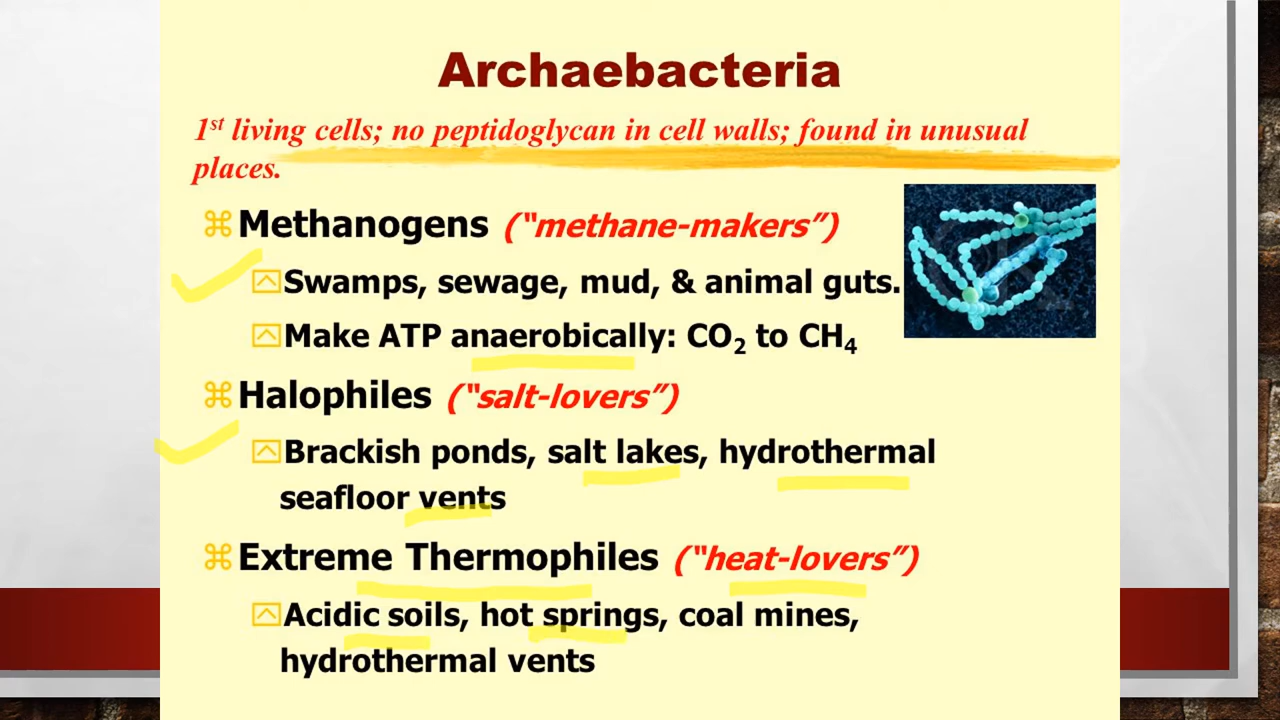 Archaebacteria
1st living cells; no peptidoglycan in cell walls; found in unusual
places.
Methanogens (“methane-makers”)
Swamps, sewage, mud, & animal guts.
Make ATP anaerobically: CO2 to CH4
Halophiles (“salt-lovers”)
Brackish ponds, salt lakes, hydrothermal
seafloor vents
Extreme Thermophiles (“heat-lovers”)
Acidic soils, hot springs, coal mines,
hydrothermal vents